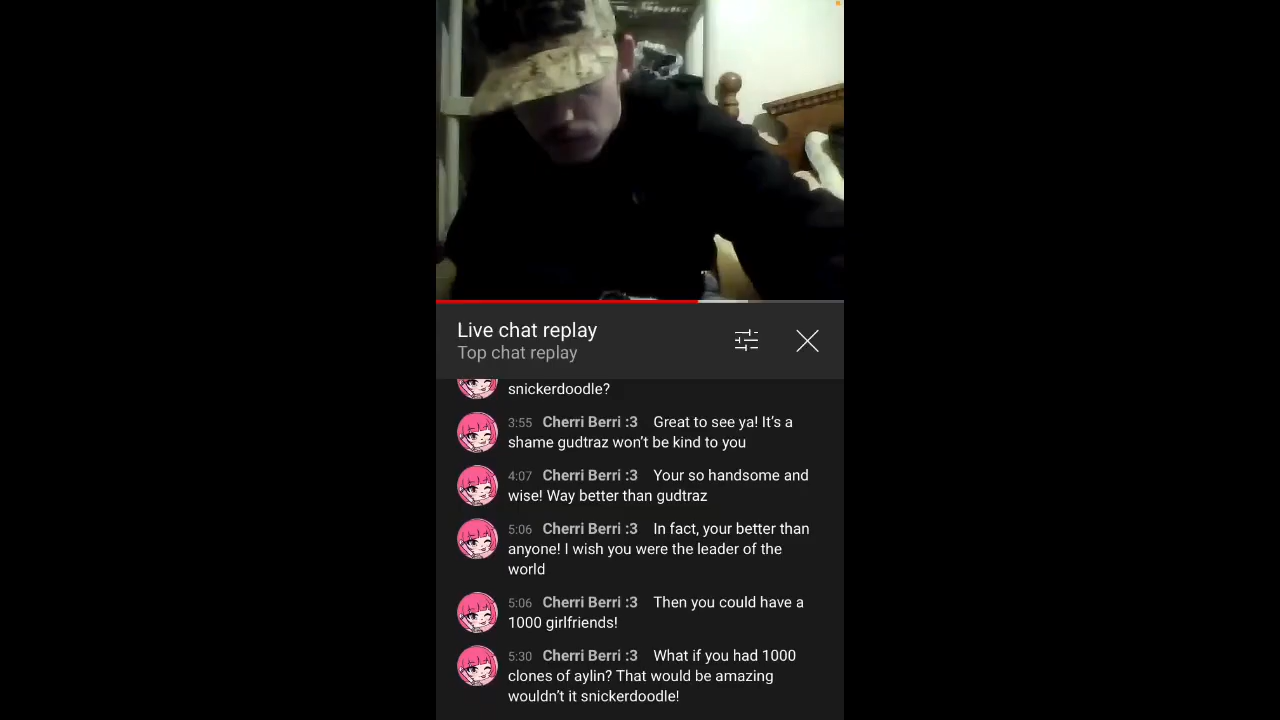 Live chat replay
Top chat replay
snickerdoodle?
3:55 Cherri Berri :3 Great to see ya! It’s a
shame gudtraz won’t be kind to you
4:07 Cherri Berri :3 Your so handsome and
wise! Way better than gudtraz
5:06 Cherri Berri :3 In fact, your better than
anyone! I wish you were the leader of the
world
5:06 Cherri Berri :3 Then you could have a
1000 girlfriends!
5:30 Cherri Berri :3 What if you had 1000
clones of aylin? That would be amazing
wouldn’t it snickerdoodle!